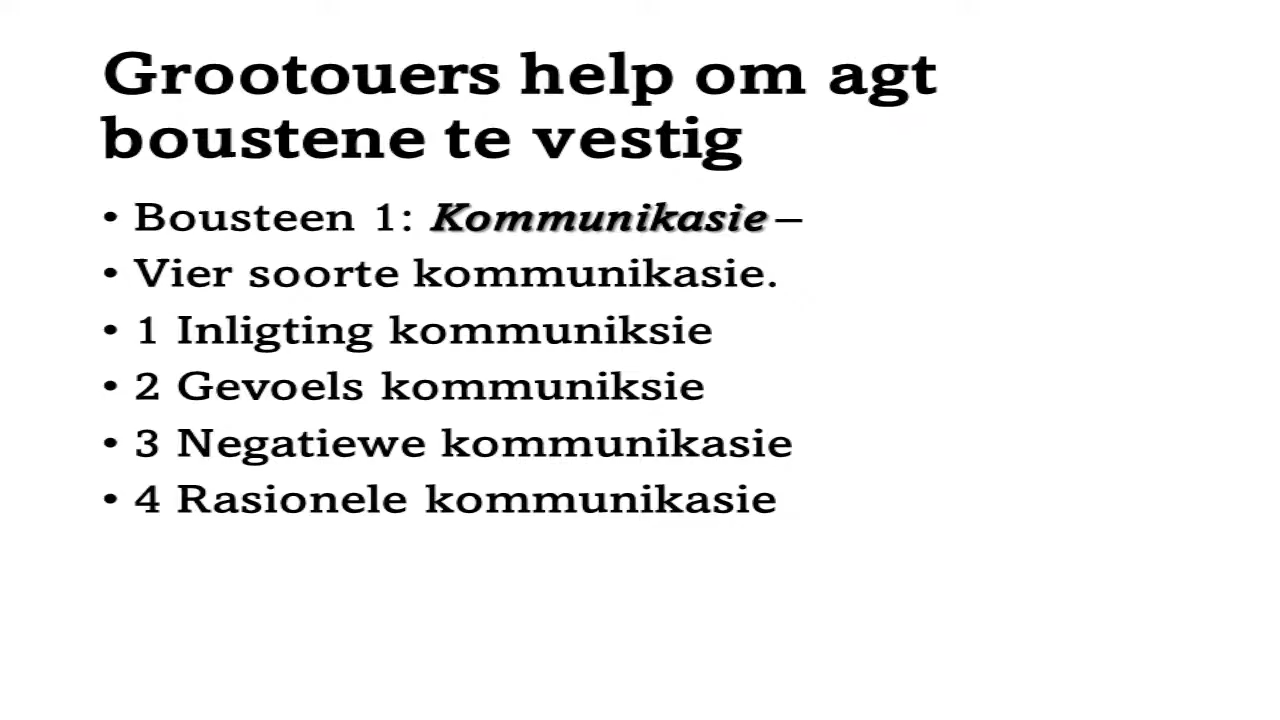 Grootouers help om agt
boustene te vestig
• Bousteen 1: Kommunikasie –
• Vier soorte kommunikasie.
• 1 Inligting kommuniksie
• 2 Gevoels kommuniksie
• 3 Negatiewe kommunikasie
• 4 Rasionele kommunikasie